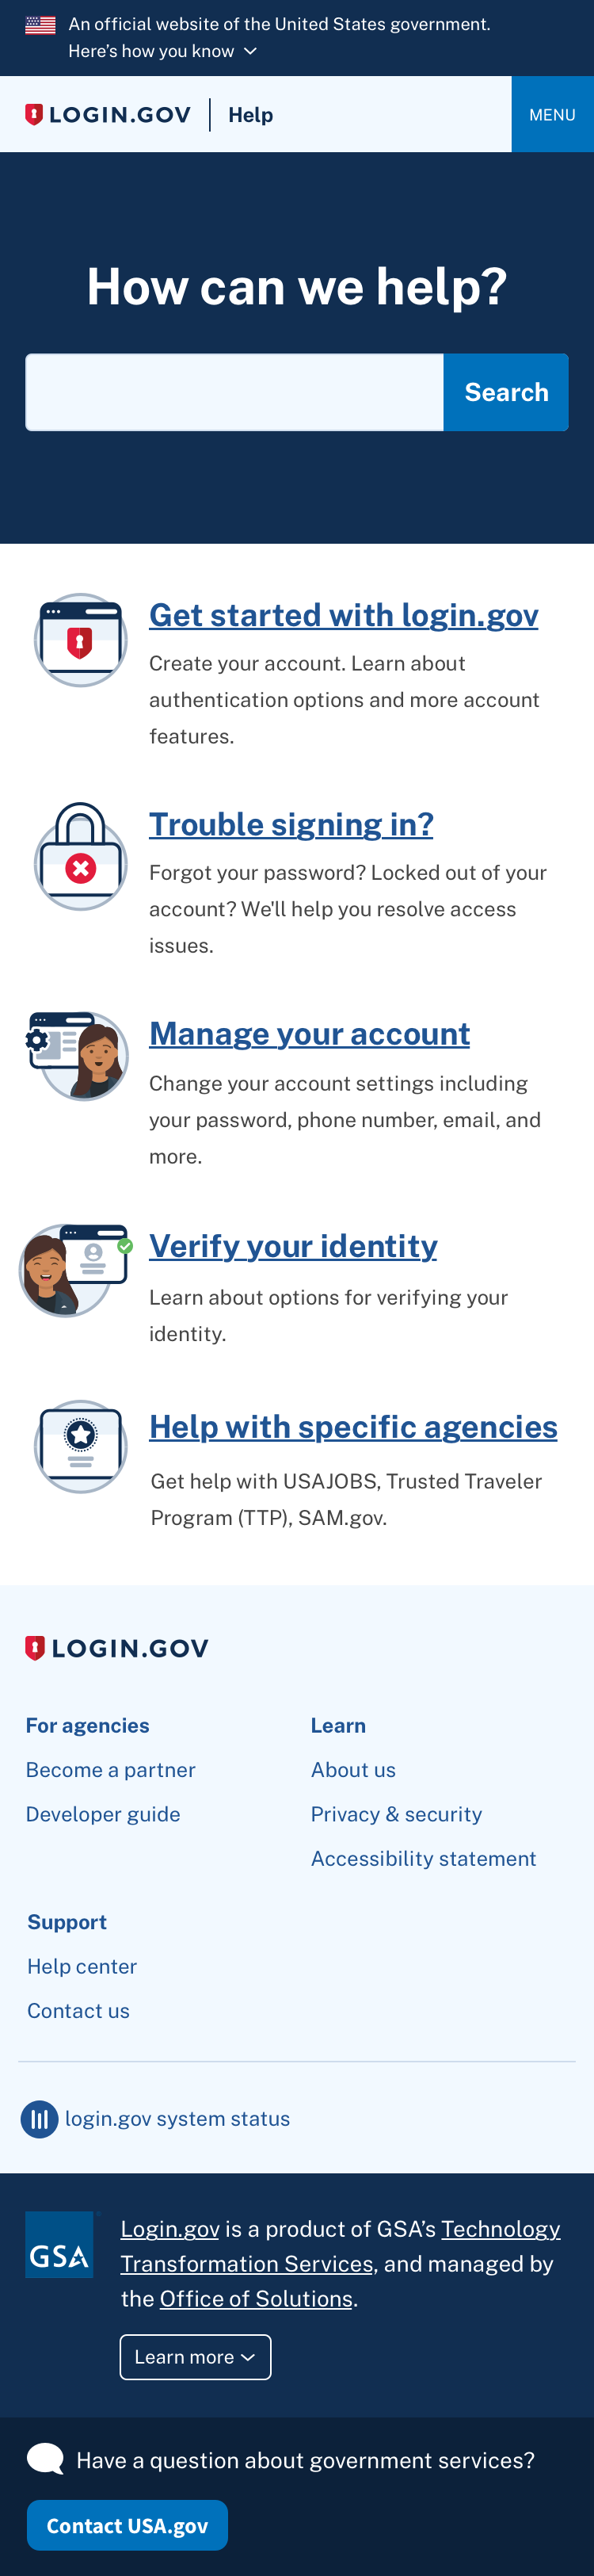 An official website of the United States government.
Here’s how you know
LOGIN.GOV
Help
MENU
How can we help?
Search
Get started with login.gov
Create your account. Learn about
authentication options and more account
features.
Trouble signing in?
Forgot your password? Locked out of your
account? We'll help you resolve access
issues.
Manage your account
Change your account settings including
your password, phone number, email, and
more.
Verify your identity
Learn about options for verifying your
identity.
Help with specific agencies
Get help with USAJOBS, Trusted Traveler
Program (TTP), SAM.gov.
LOGIN.GOV
For agencies
Become a partner
Developer guide
Learn
About us
Privacy & security
Accessibility statement
Support
Help center
Contact us
login.gov system status
GSA
Login.gov is a product of GSA’s Technology
Transformation Services, and managed by
the Office of Solutions.
Learn more
Have a question about government services?
Contact USA.gov